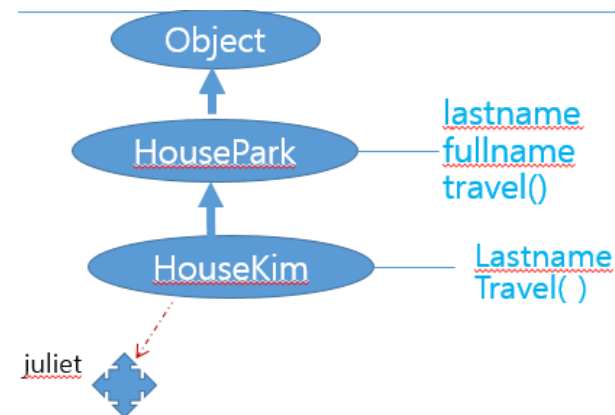 Object
HousePark
lastname
fullname
travel()
HouseKim
Lastname
Travel( )
juliet